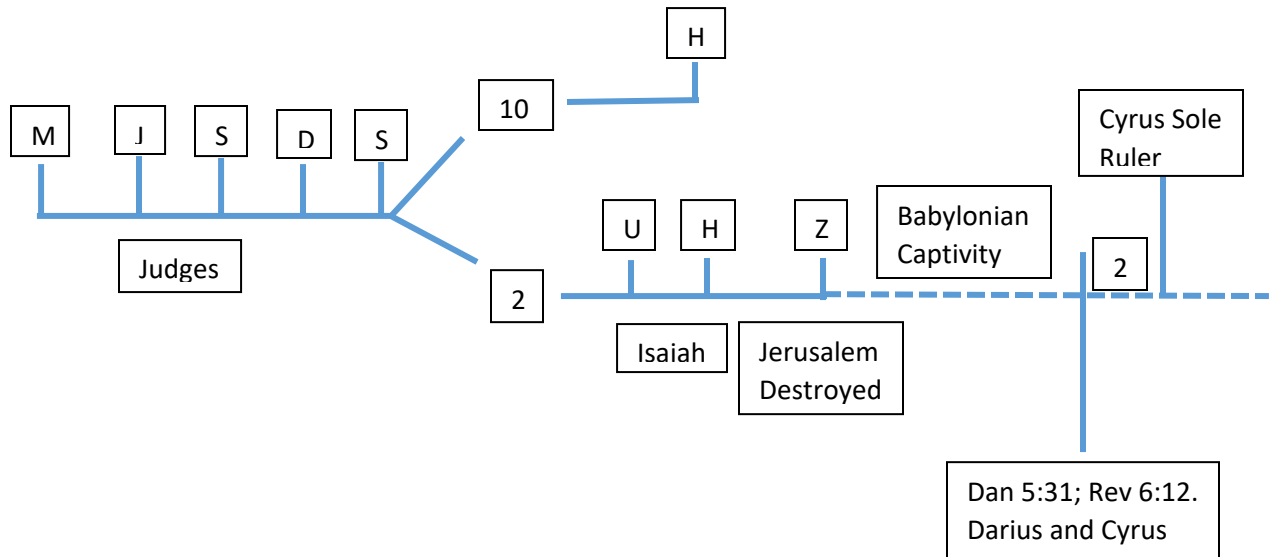 H
10
M
J
S
D
S
Cyrus Sole
Ruler
Judges
U
H
Z
Babylonian
Captivity
2
2
Isaiah
Jerusalem
Destroyed
Dan 5:31; Rev 6:12.
Darius and Cyrus